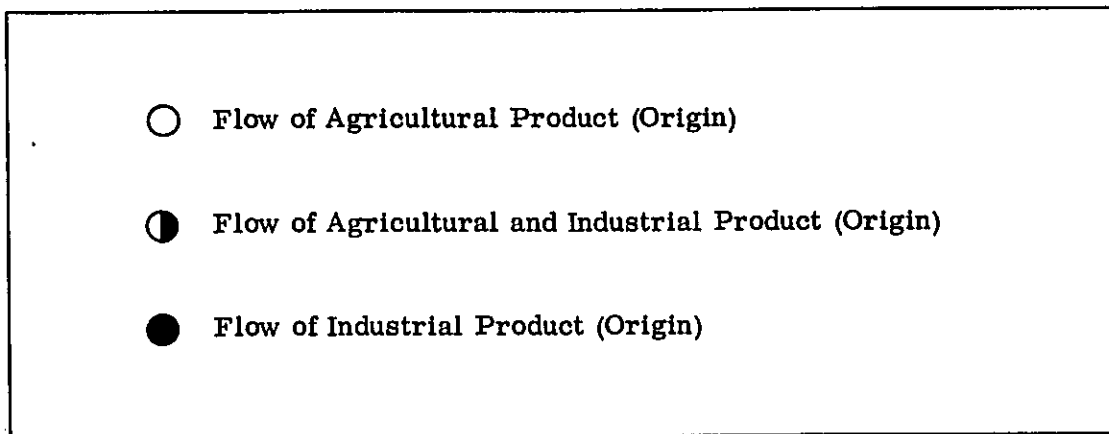 Flow of Agricultural Product (Origin)
Flow of Agricultural and Industrial Product (Origin)
Flow of Industrial Product (Origin)